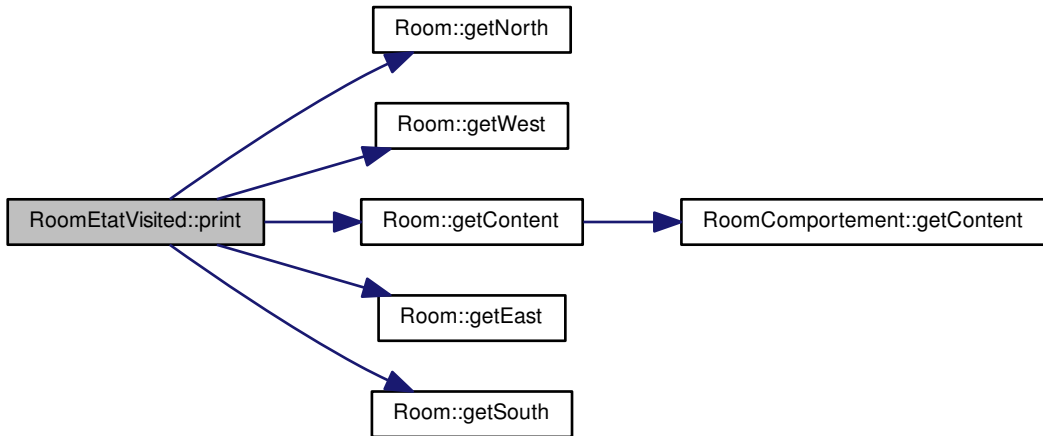 Room::getNorth
Room::getWest
RoomEtatVisited::print
Room::getContent
RoomComportement::getContent
Room::getEast
Room::getSouth